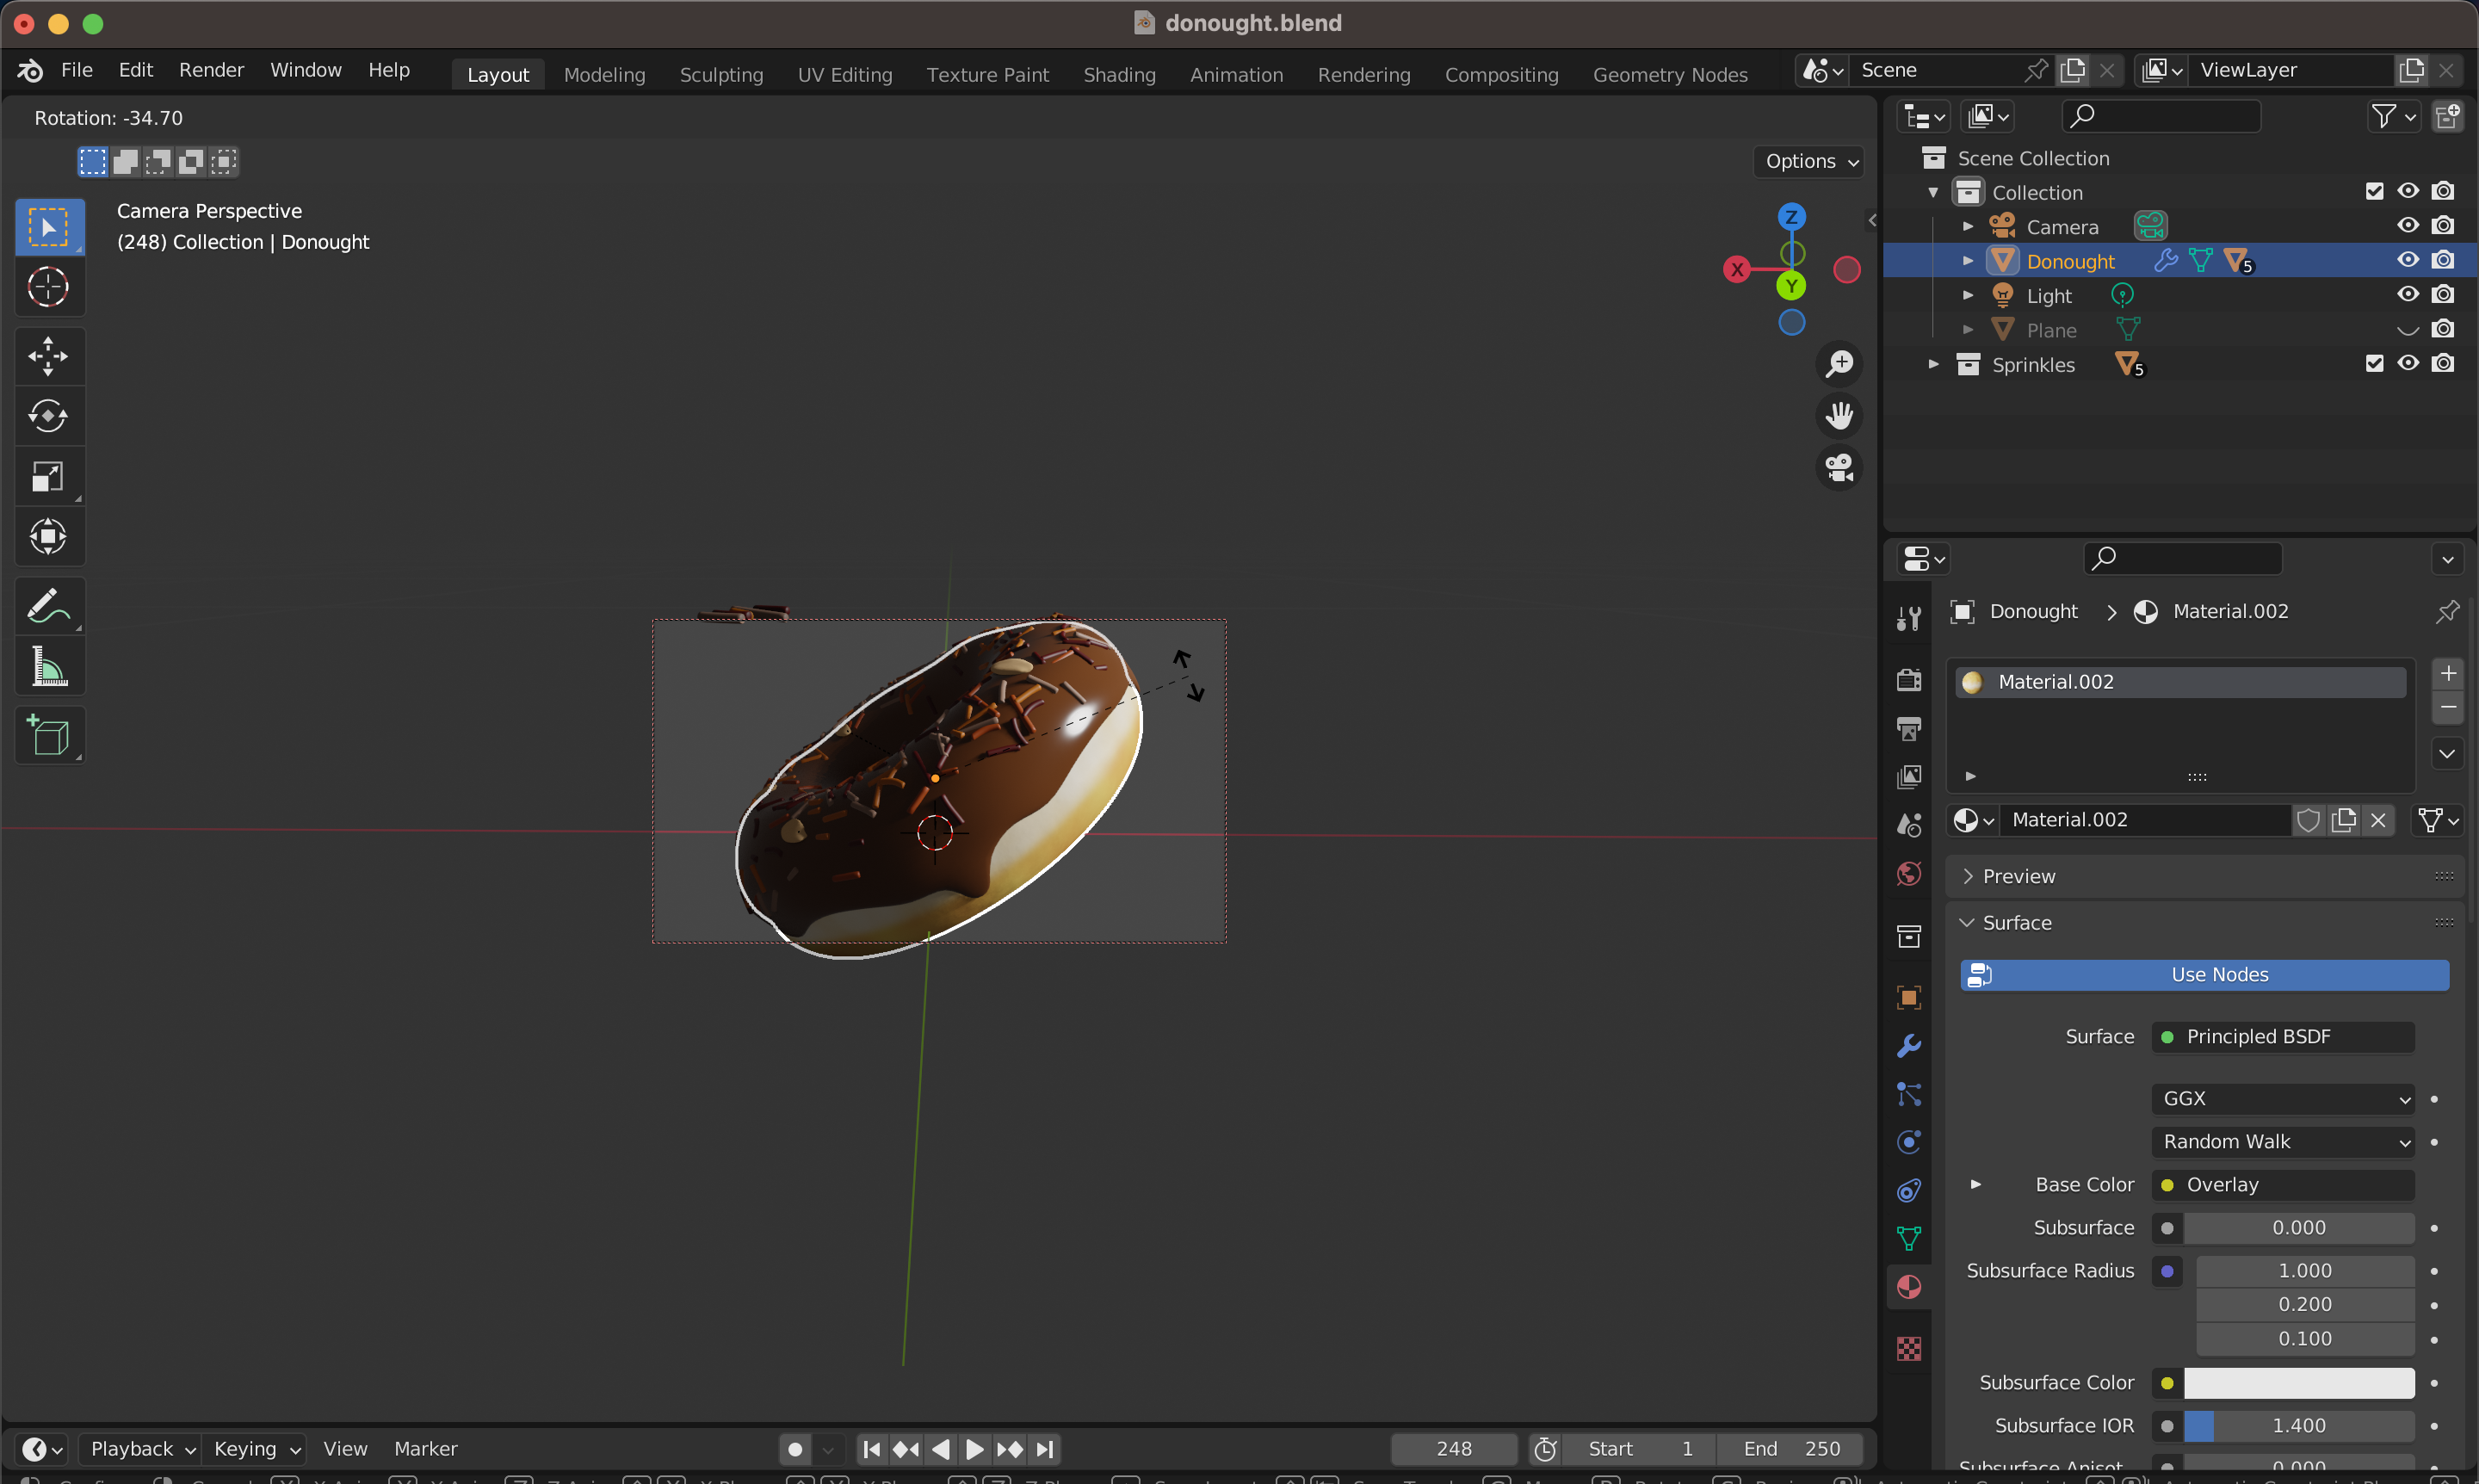 donought.blend
File Edit Render Window Help Layout Modeling Sculpting UV Editing Texture Paint Shading Animation Rendering Compositing Geometry Nodes Scene ViewLayer
Rotation: -34.70
Options
Camera Perspective
(248) Collection | Donought
Z
X
Y
Scene Collection
Collection
Camera
Donought 5
Light
Plane
Sprinkles 5
Donought Material.002
Material.002
Material.002
Preview
Surface
Use Nodes
Surface Principled BSDF
GGX
Random Walk
Base Color Overlay
Subsurface 0.000
Subsurface Radius 1.000
0.200
0.100
Subsurface Color
Subsurface IOR 1.400
Subsurface Anisot 0.000
Playback Keying View Marker 248 Start 1 End 250